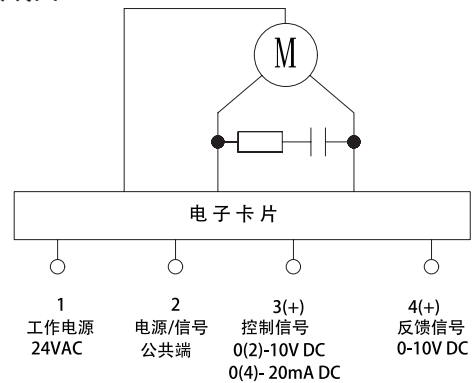 M
电子卡片
1
工作电源
24VAC
2
电源/信号
公共端
3(+)
控制信号
0(2)-10V DC
0(4)- 20mA DC
4(+)
反馈信号
0-10V DC